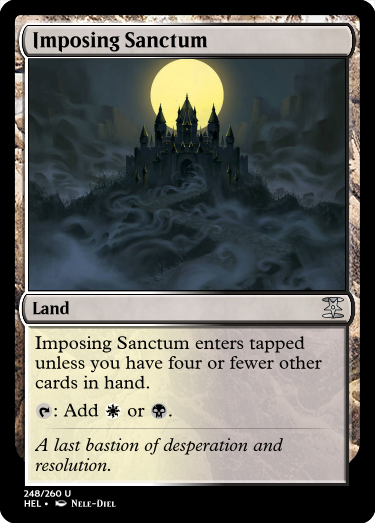 Imposing Sanctum
Land
Imposing Sanctum enters tapped
unless you have four or fewer other
cards in hand.
: Add or .
A last bastion of desperation and
resolution.
248/260 U
HEL • Nele-Diel